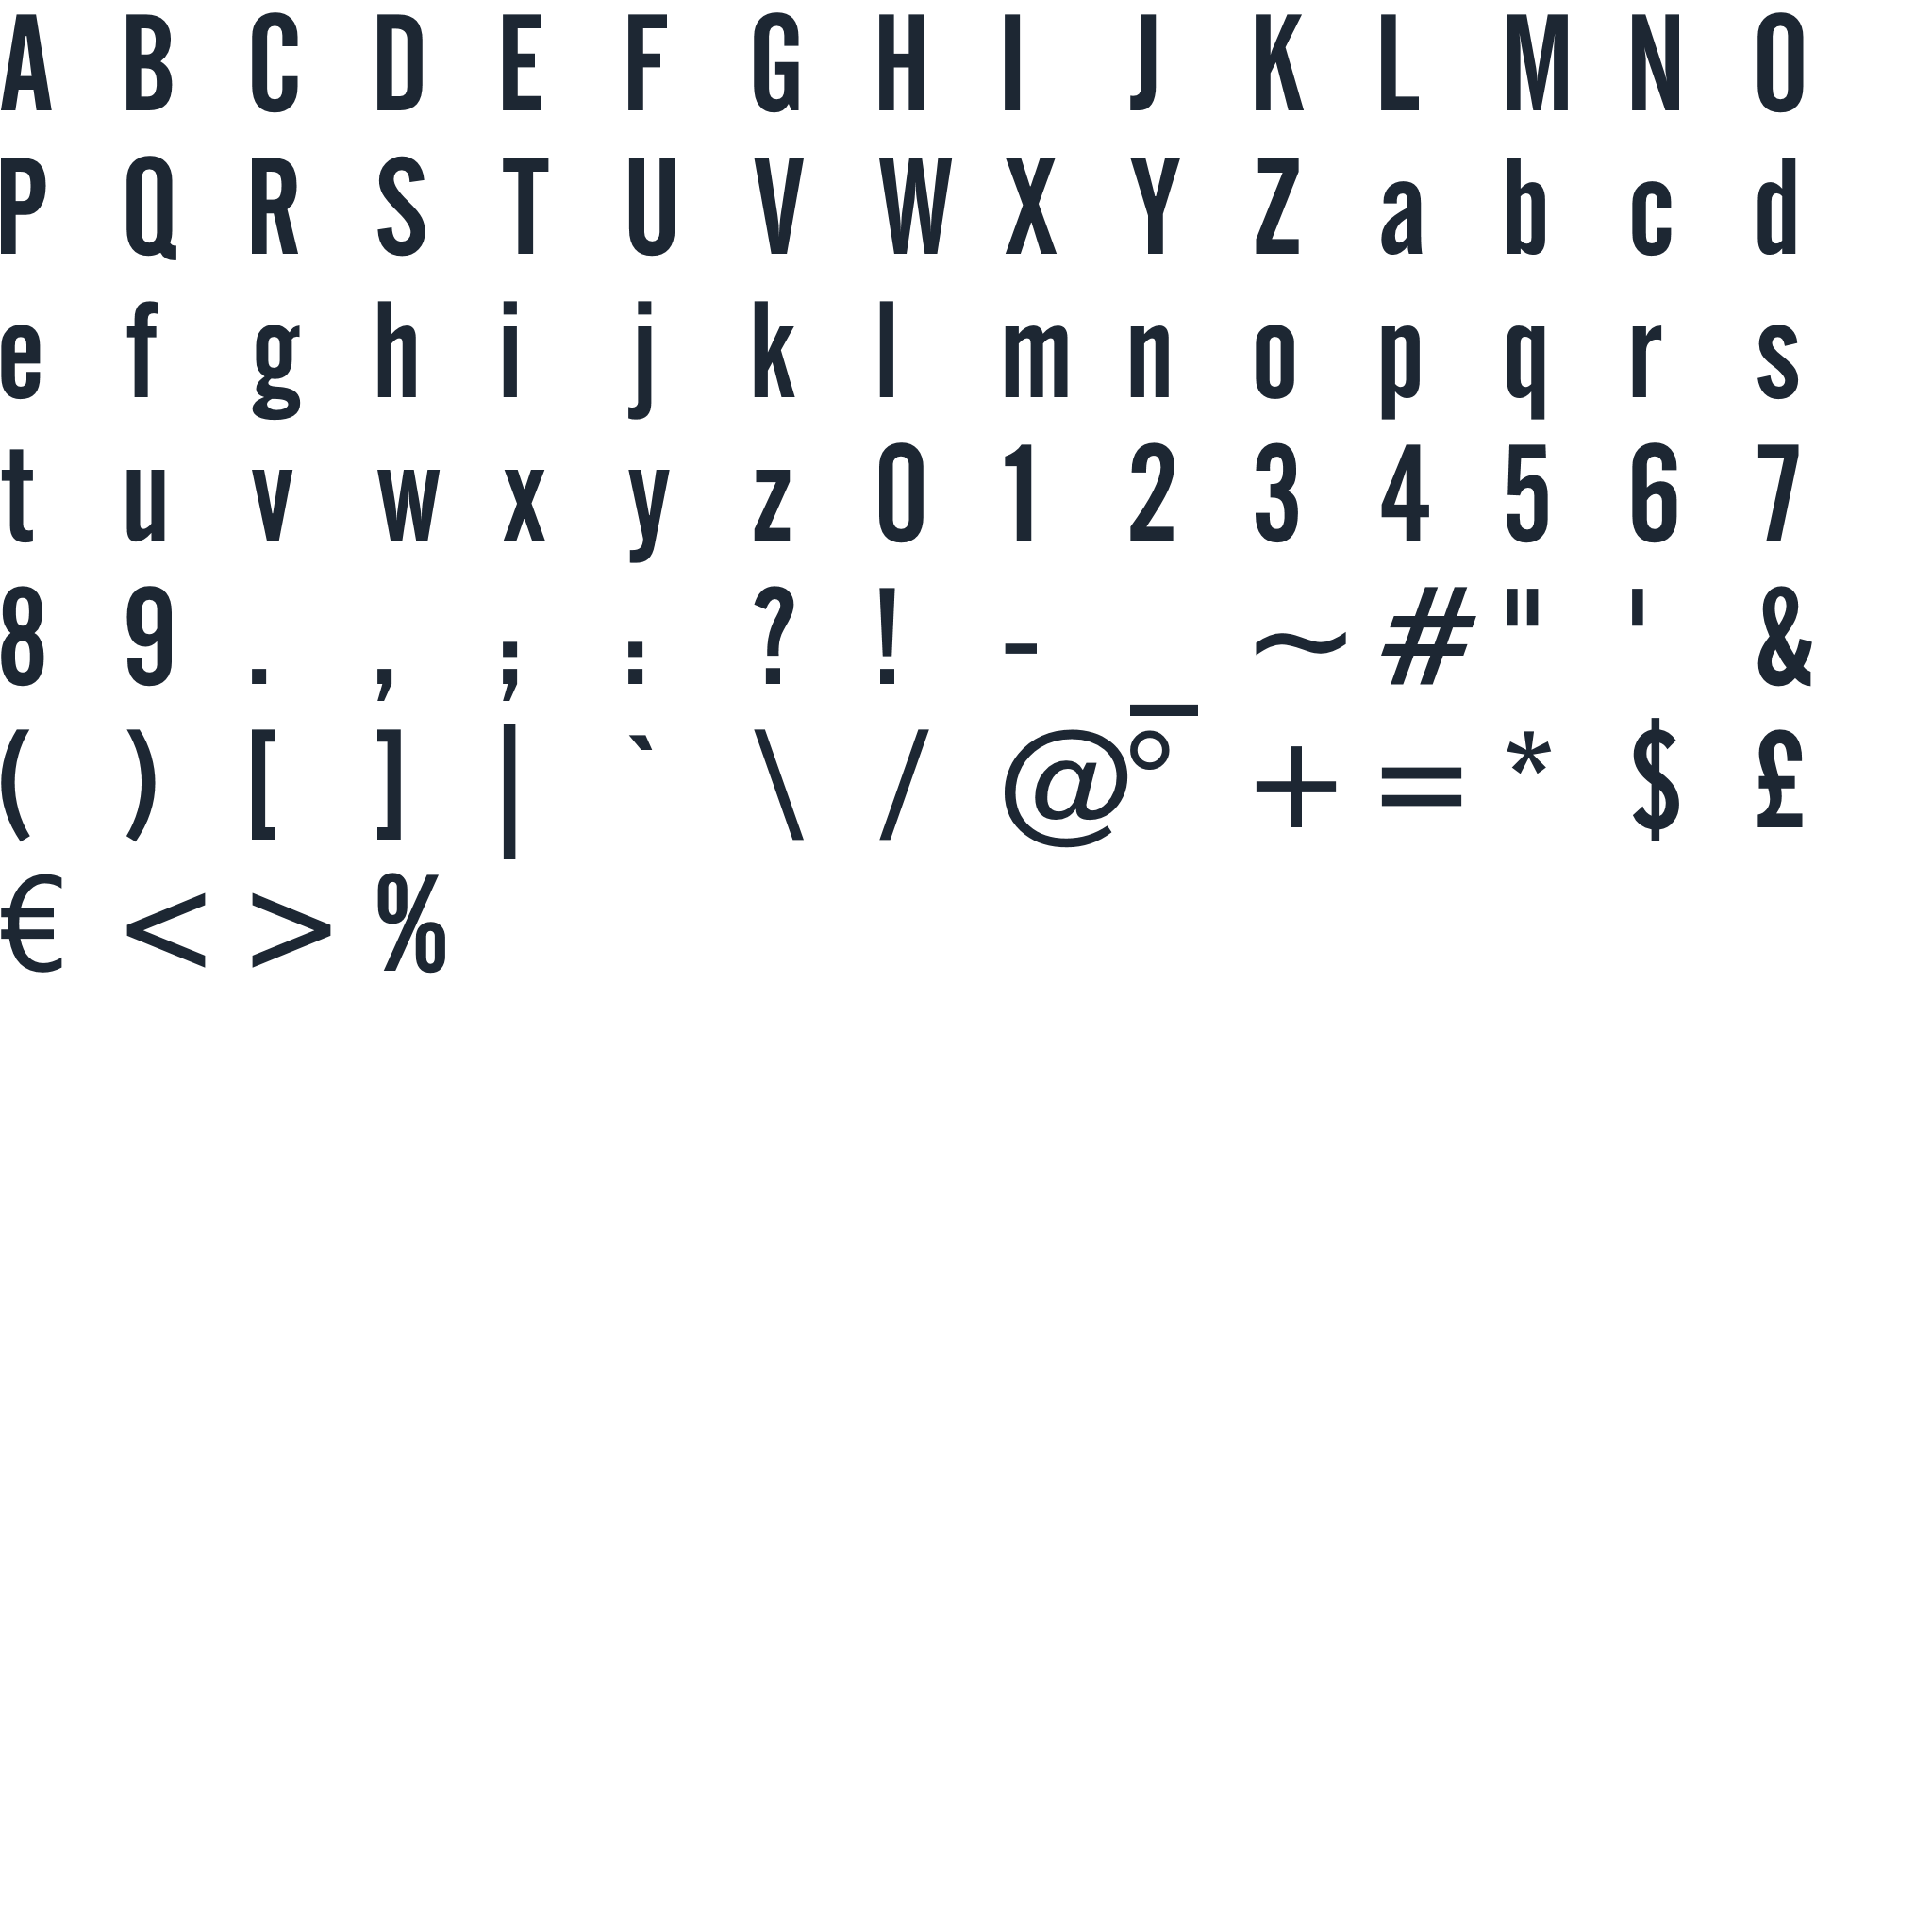 A B C D E F G H I J K L M N O
P Q R S T U V W X Y Z a b c d
e f g h i j k l m n o p q r s
t u v w x y z 0 1 2 3 4 5 6 7
8 9 . , ; : ? ! - _ ~ # " ' &
( ) [ ] | ` \ / @ ° + = * $ £
€ < > %